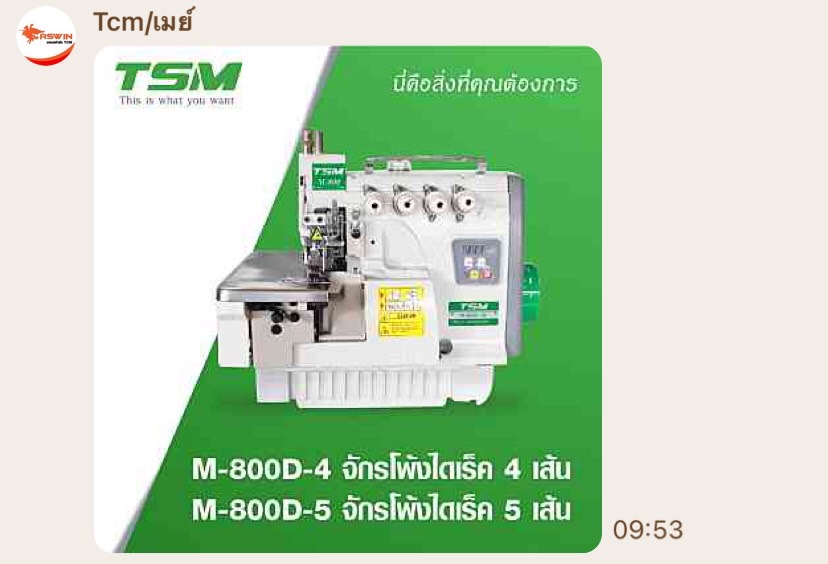 ASWIN
Tcm/เมย์
TSM
This is what you want
นี่คือสิ่งที่คุณต้องการ
TSM
M-800
TSM
M-800D-4 จักรโพ้งไดเร็ค 4 เส้น
M-800D-5 จักรโพ้งไดเร็ค 5 เส้น
09:53